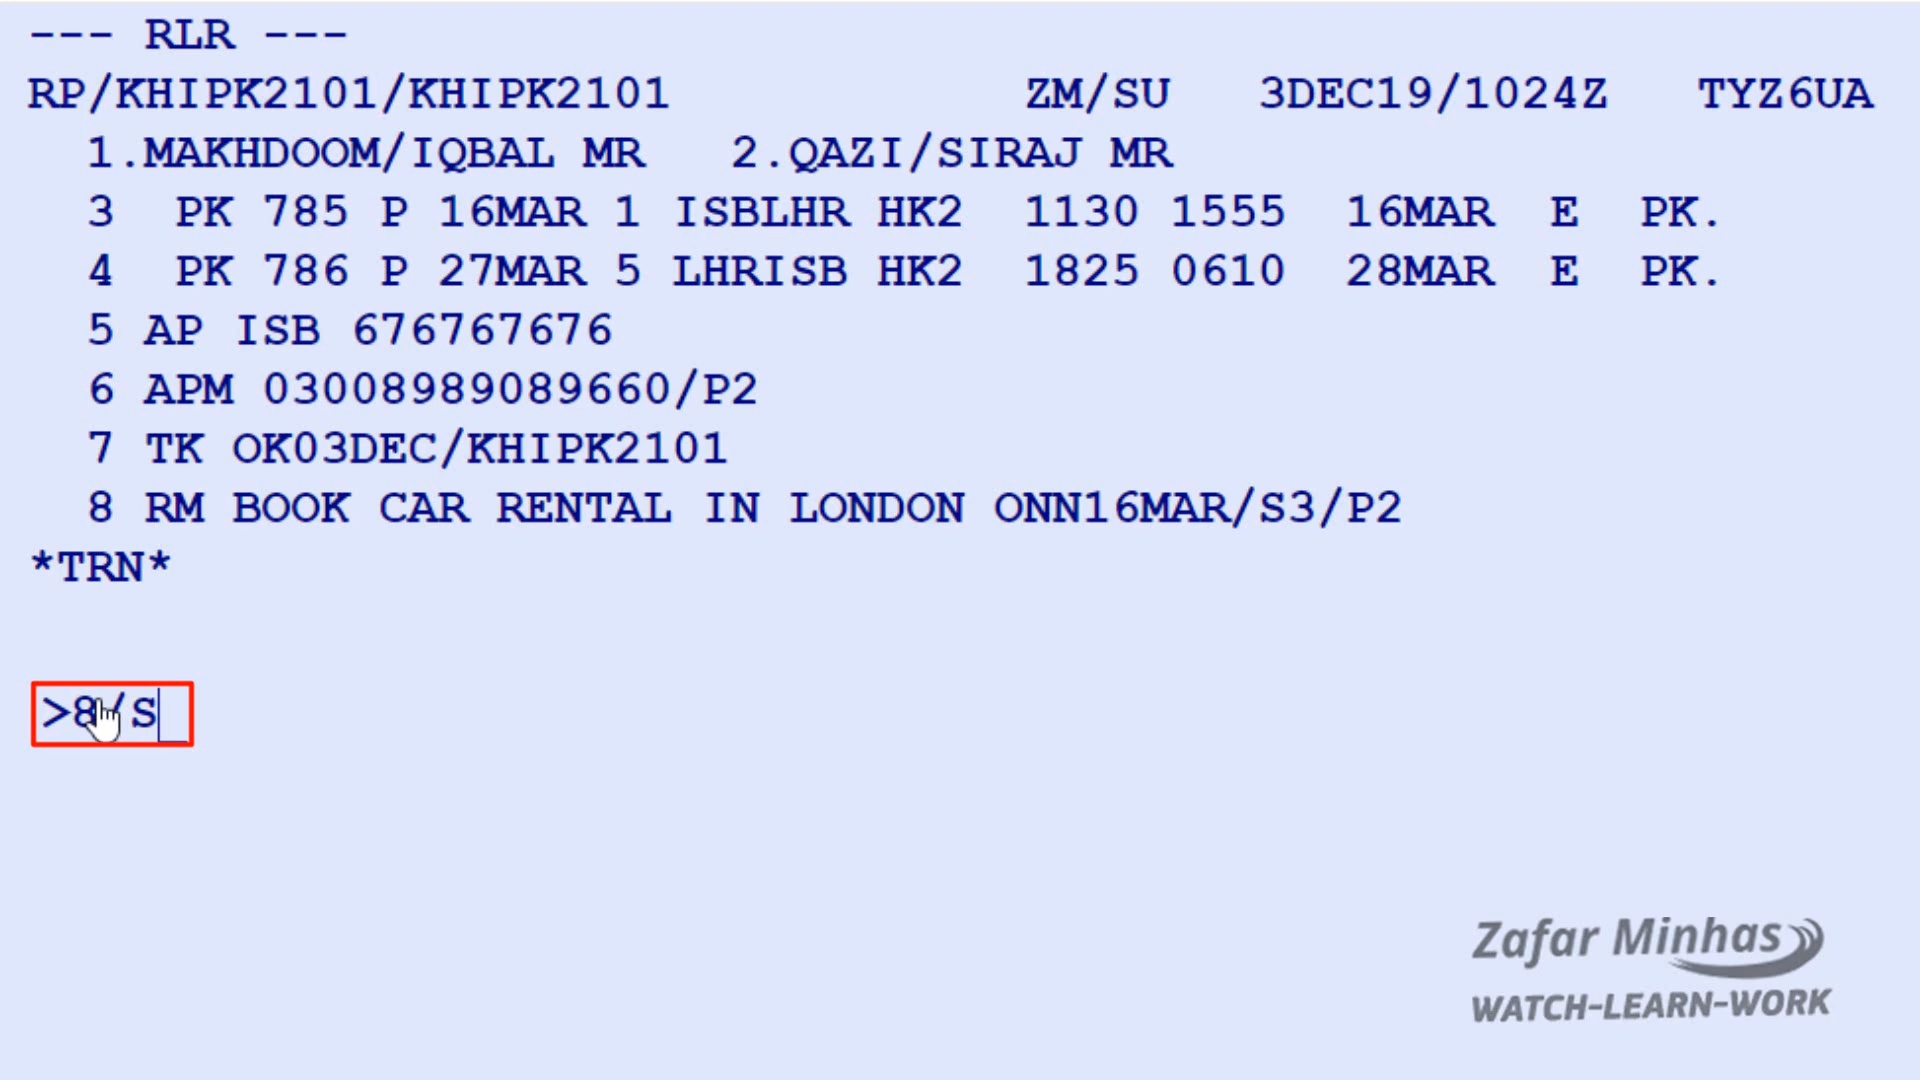 --- RLR ---
RP/KHIPK2101/KHIPK2101 ZM/SU 3DEC19/1024Z TYZ6UA
1.MAKHDOOM/IQBAL MR 2.QAZI/SIRAJ MR
3 PK 785 P 16MAR 1 ISBLHR HK2 1130 1555 16MAR E PK.
4 PK 786 P 27MAR 5 LHRISB HK2 1825 0610 28MAR E PK.
5 AP ISB 676767676
6 APM 03008989089660/P2
7 TK OK03DEC/KHIPK2101
8 RM BOOK CAR RENTAL IN LONDON ONN16MAR/S3/P2
*TRN*
>8/S
Zafar Minhas
WATCH-LEARN-WORK